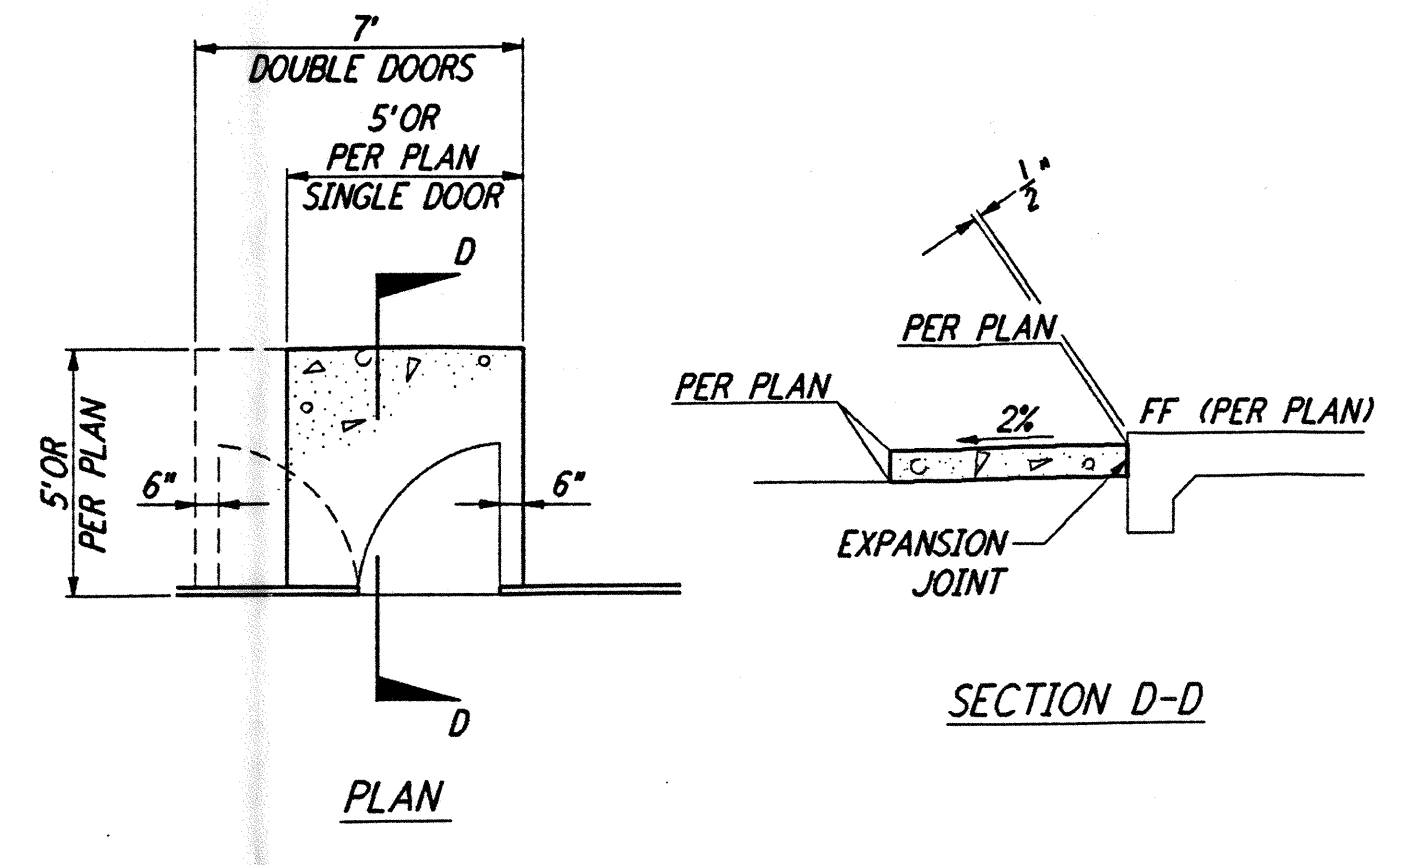 7'
DOUBLE DOORS
5' OR
PER PLAN
SINGLE DOOR
D
5' OR
PER PLAN
6"
6"
D
PLAN
1/2"
PER PLAN
PER PLAN
2%
FF (PER PLAN)
EXPANSION
JOINT
SECTION D-D